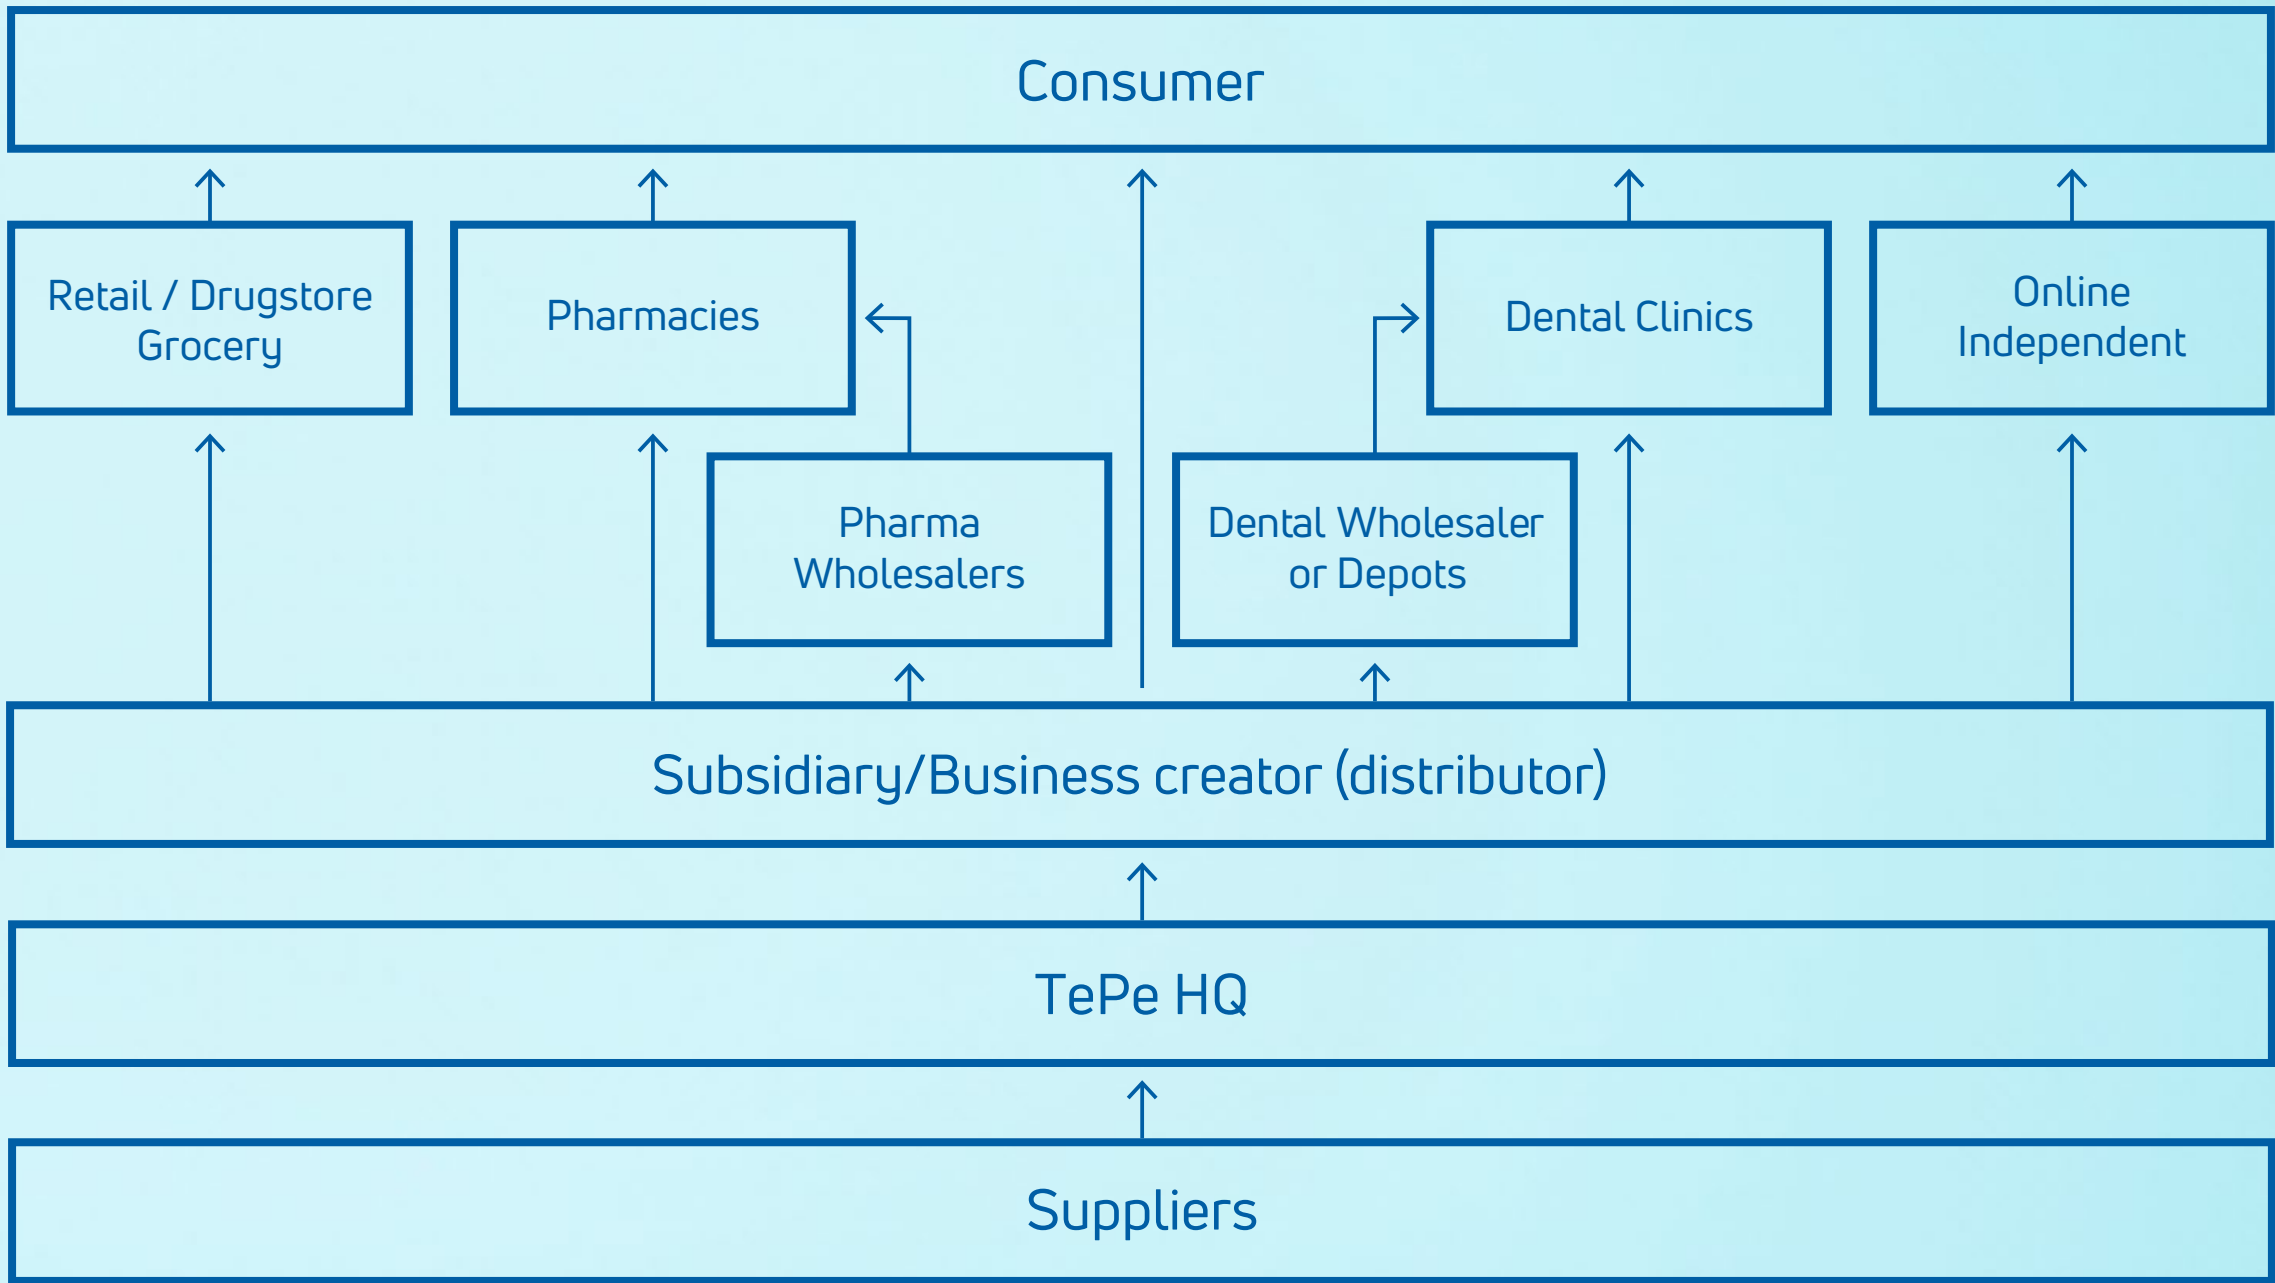 Consumer
Retail / Drugstore
Grocery
Pharmacies
Dental Clinics
Online
Independent
Pharma
Wholesalers
Dental Wholesaler
or Depots
Subsidiary/Business creator (distributor)
TePe HQ
Suppliers